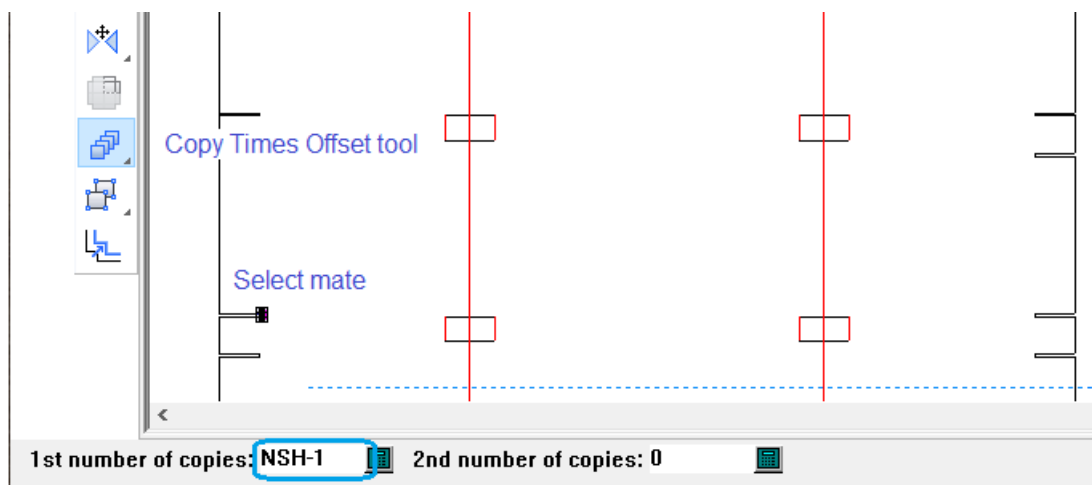 Copy Times Offset tool
Select mate
1st number of copies: NSH-1 2nd number of copies: 0